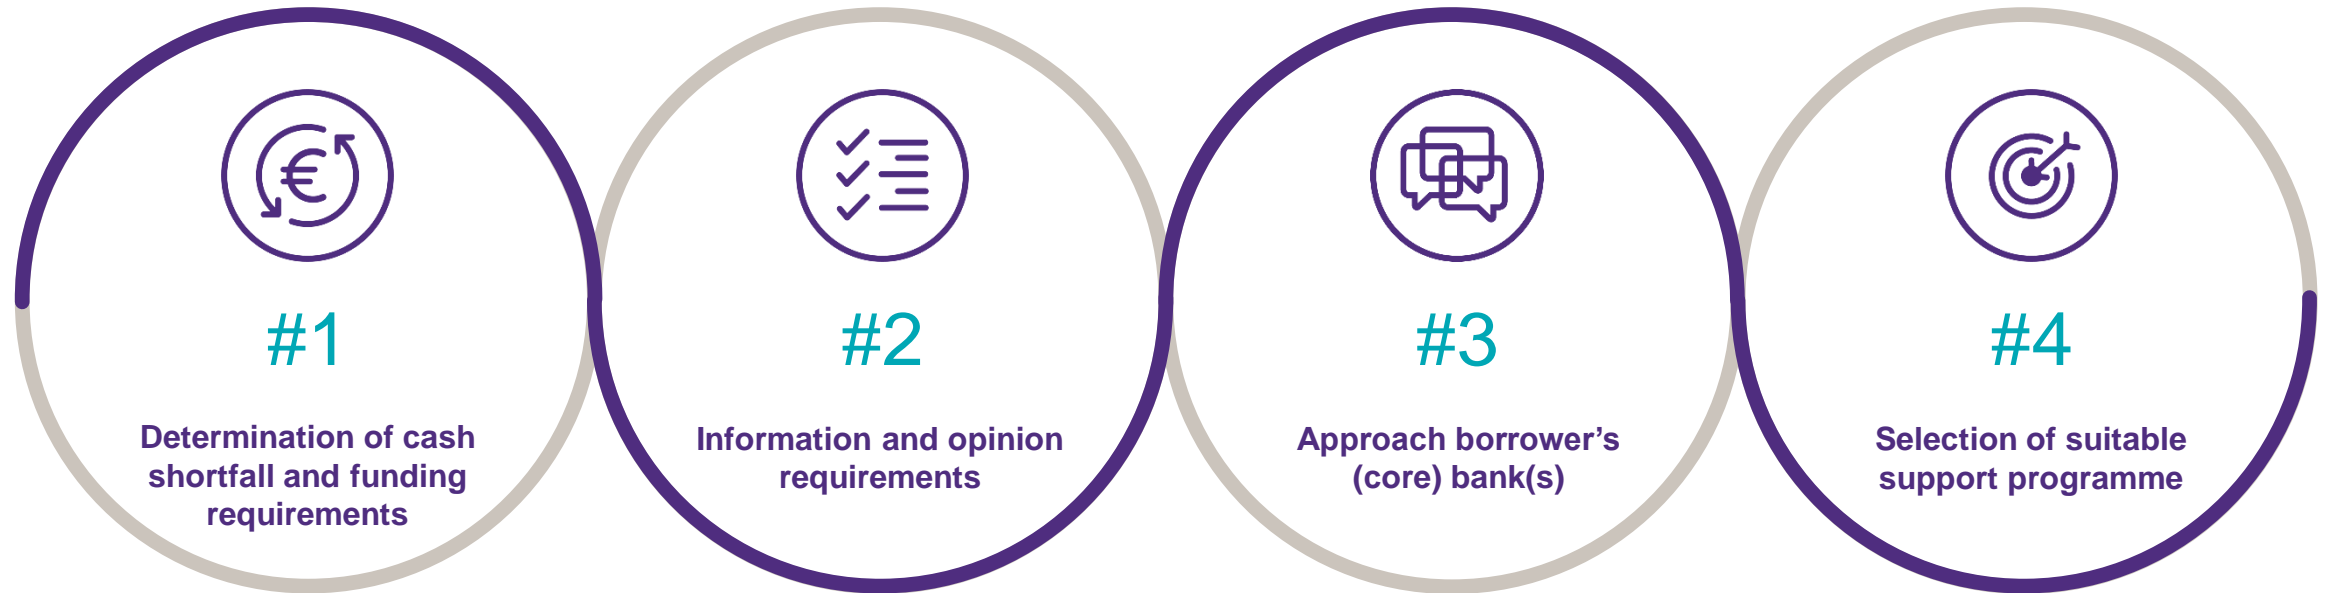 #1
Determination of cash
shortfall and funding
requirements
#2
Information and opinion
requirements
#3
Approach borrower’s
(core) bank(s)
#4
Selection of suitable
support programme